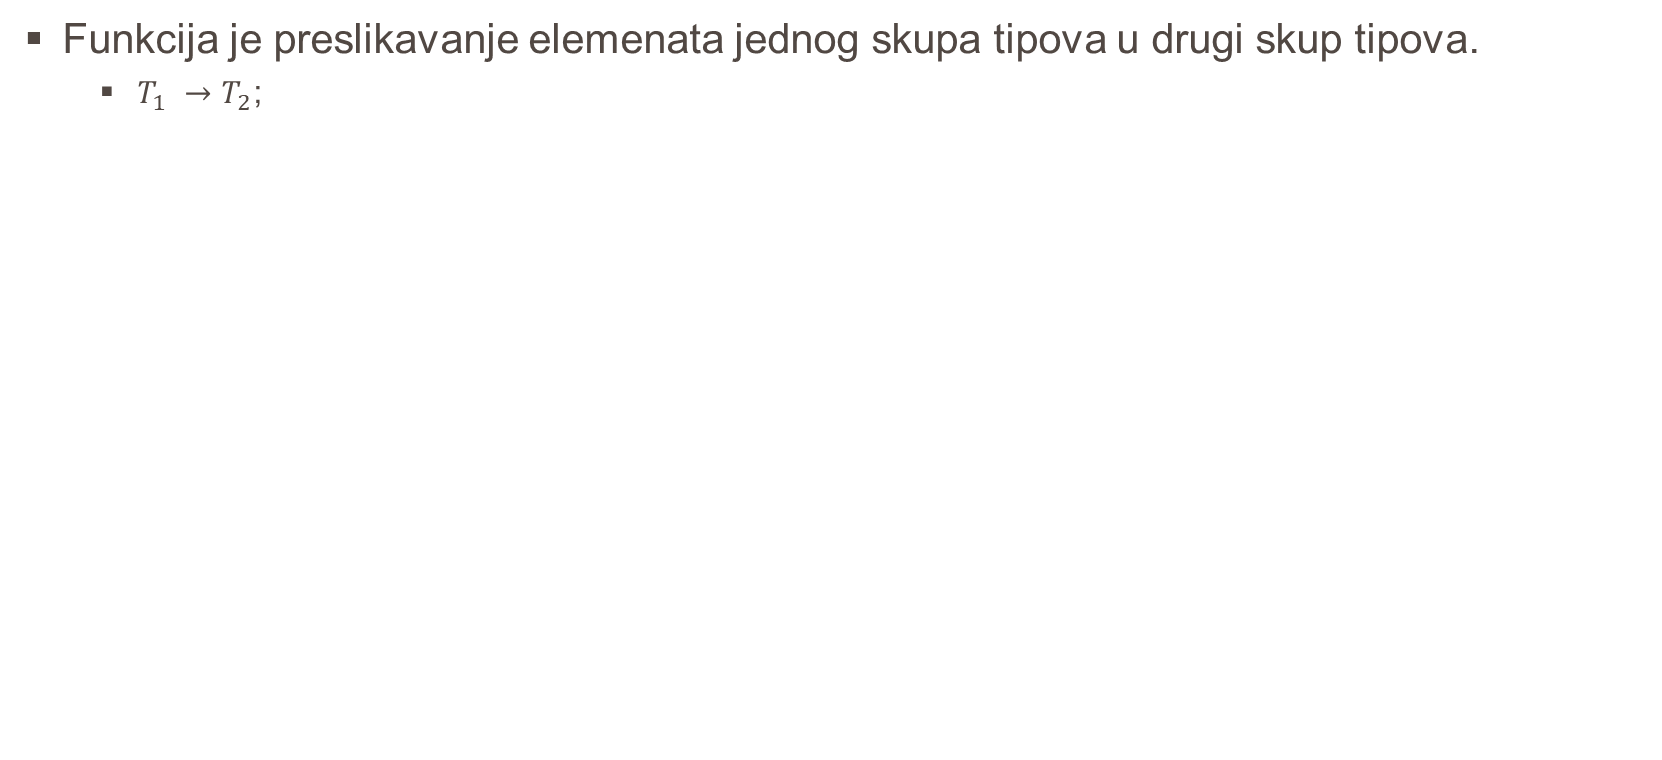 ▪ Funkcija je preslikavanje elemenata jednog skupa tipova u drugi skup tipova.
▪ T₁ → T₂;